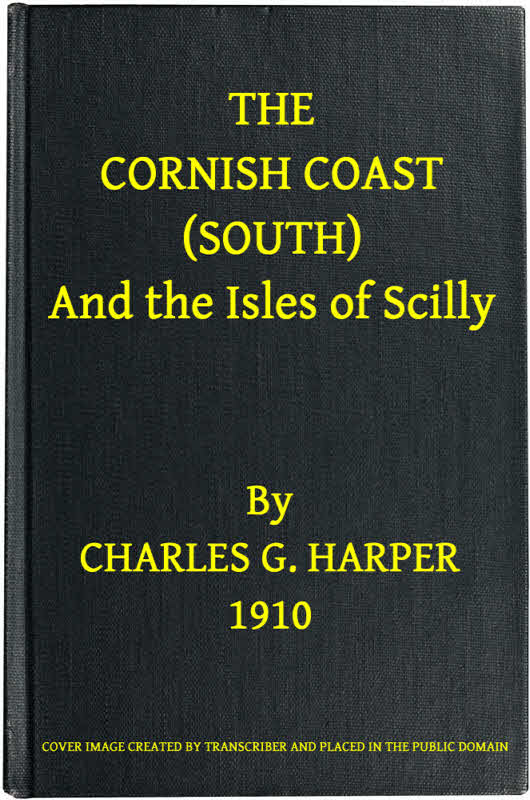 THE
CORNISH COAST
(SOUTH)
And the Isles of Scilly
By
CHARLES G. HARPER
1910
COVER IMAGE CREATED BY TRANSCRIBER AND PLACED IN THE PUBLIC DOMAIN